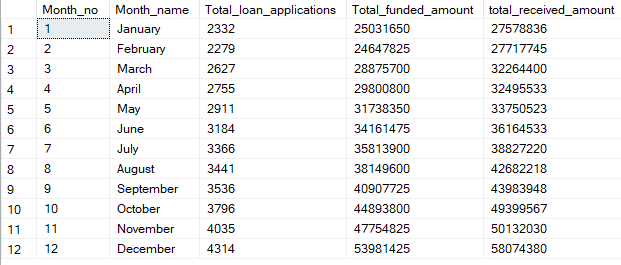 Month_no Month_name Total_loan_applications Total_funded_amount total_received_amount
1 1 January 2332 25031650 27578836
2 2 February 2279 24647825 27717745
3 3 March 2627 28875700 32264400
4 4 April 2755 29800800 32495533
5 5 May 2911 31738350 33750523
6 6 June 3184 34161475 36164533
7 7 July 3366 35813900 38827220
8 8 August 3441 38149600 42682218
9 9 September 3536 40907725 43983948
10 10 October 3796 44893800 49399567
11 11 November 4035 47754825 50132030
12 12 December 4314 53981425 58074380